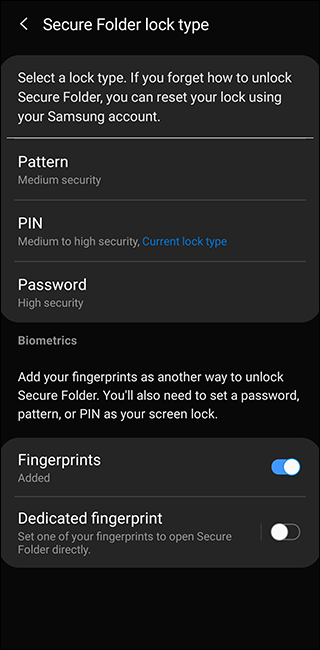 Secure Folder lock type
Select a lock type. If you forget how to unlock
Secure Folder, you can reset your lock using
your Samsung account.
Pattern
Medium security
PIN
Medium to high security, Current lock type
Password
High security
Biometrics
Add your fingerprints as another way to unlock
Secure Folder. You'll also need to set a password,
pattern, or PIN as your screen lock.
Fingerprints
Added
Dedicated fingerprint
Set one of your fingerprints to open Secure
Folder directly.